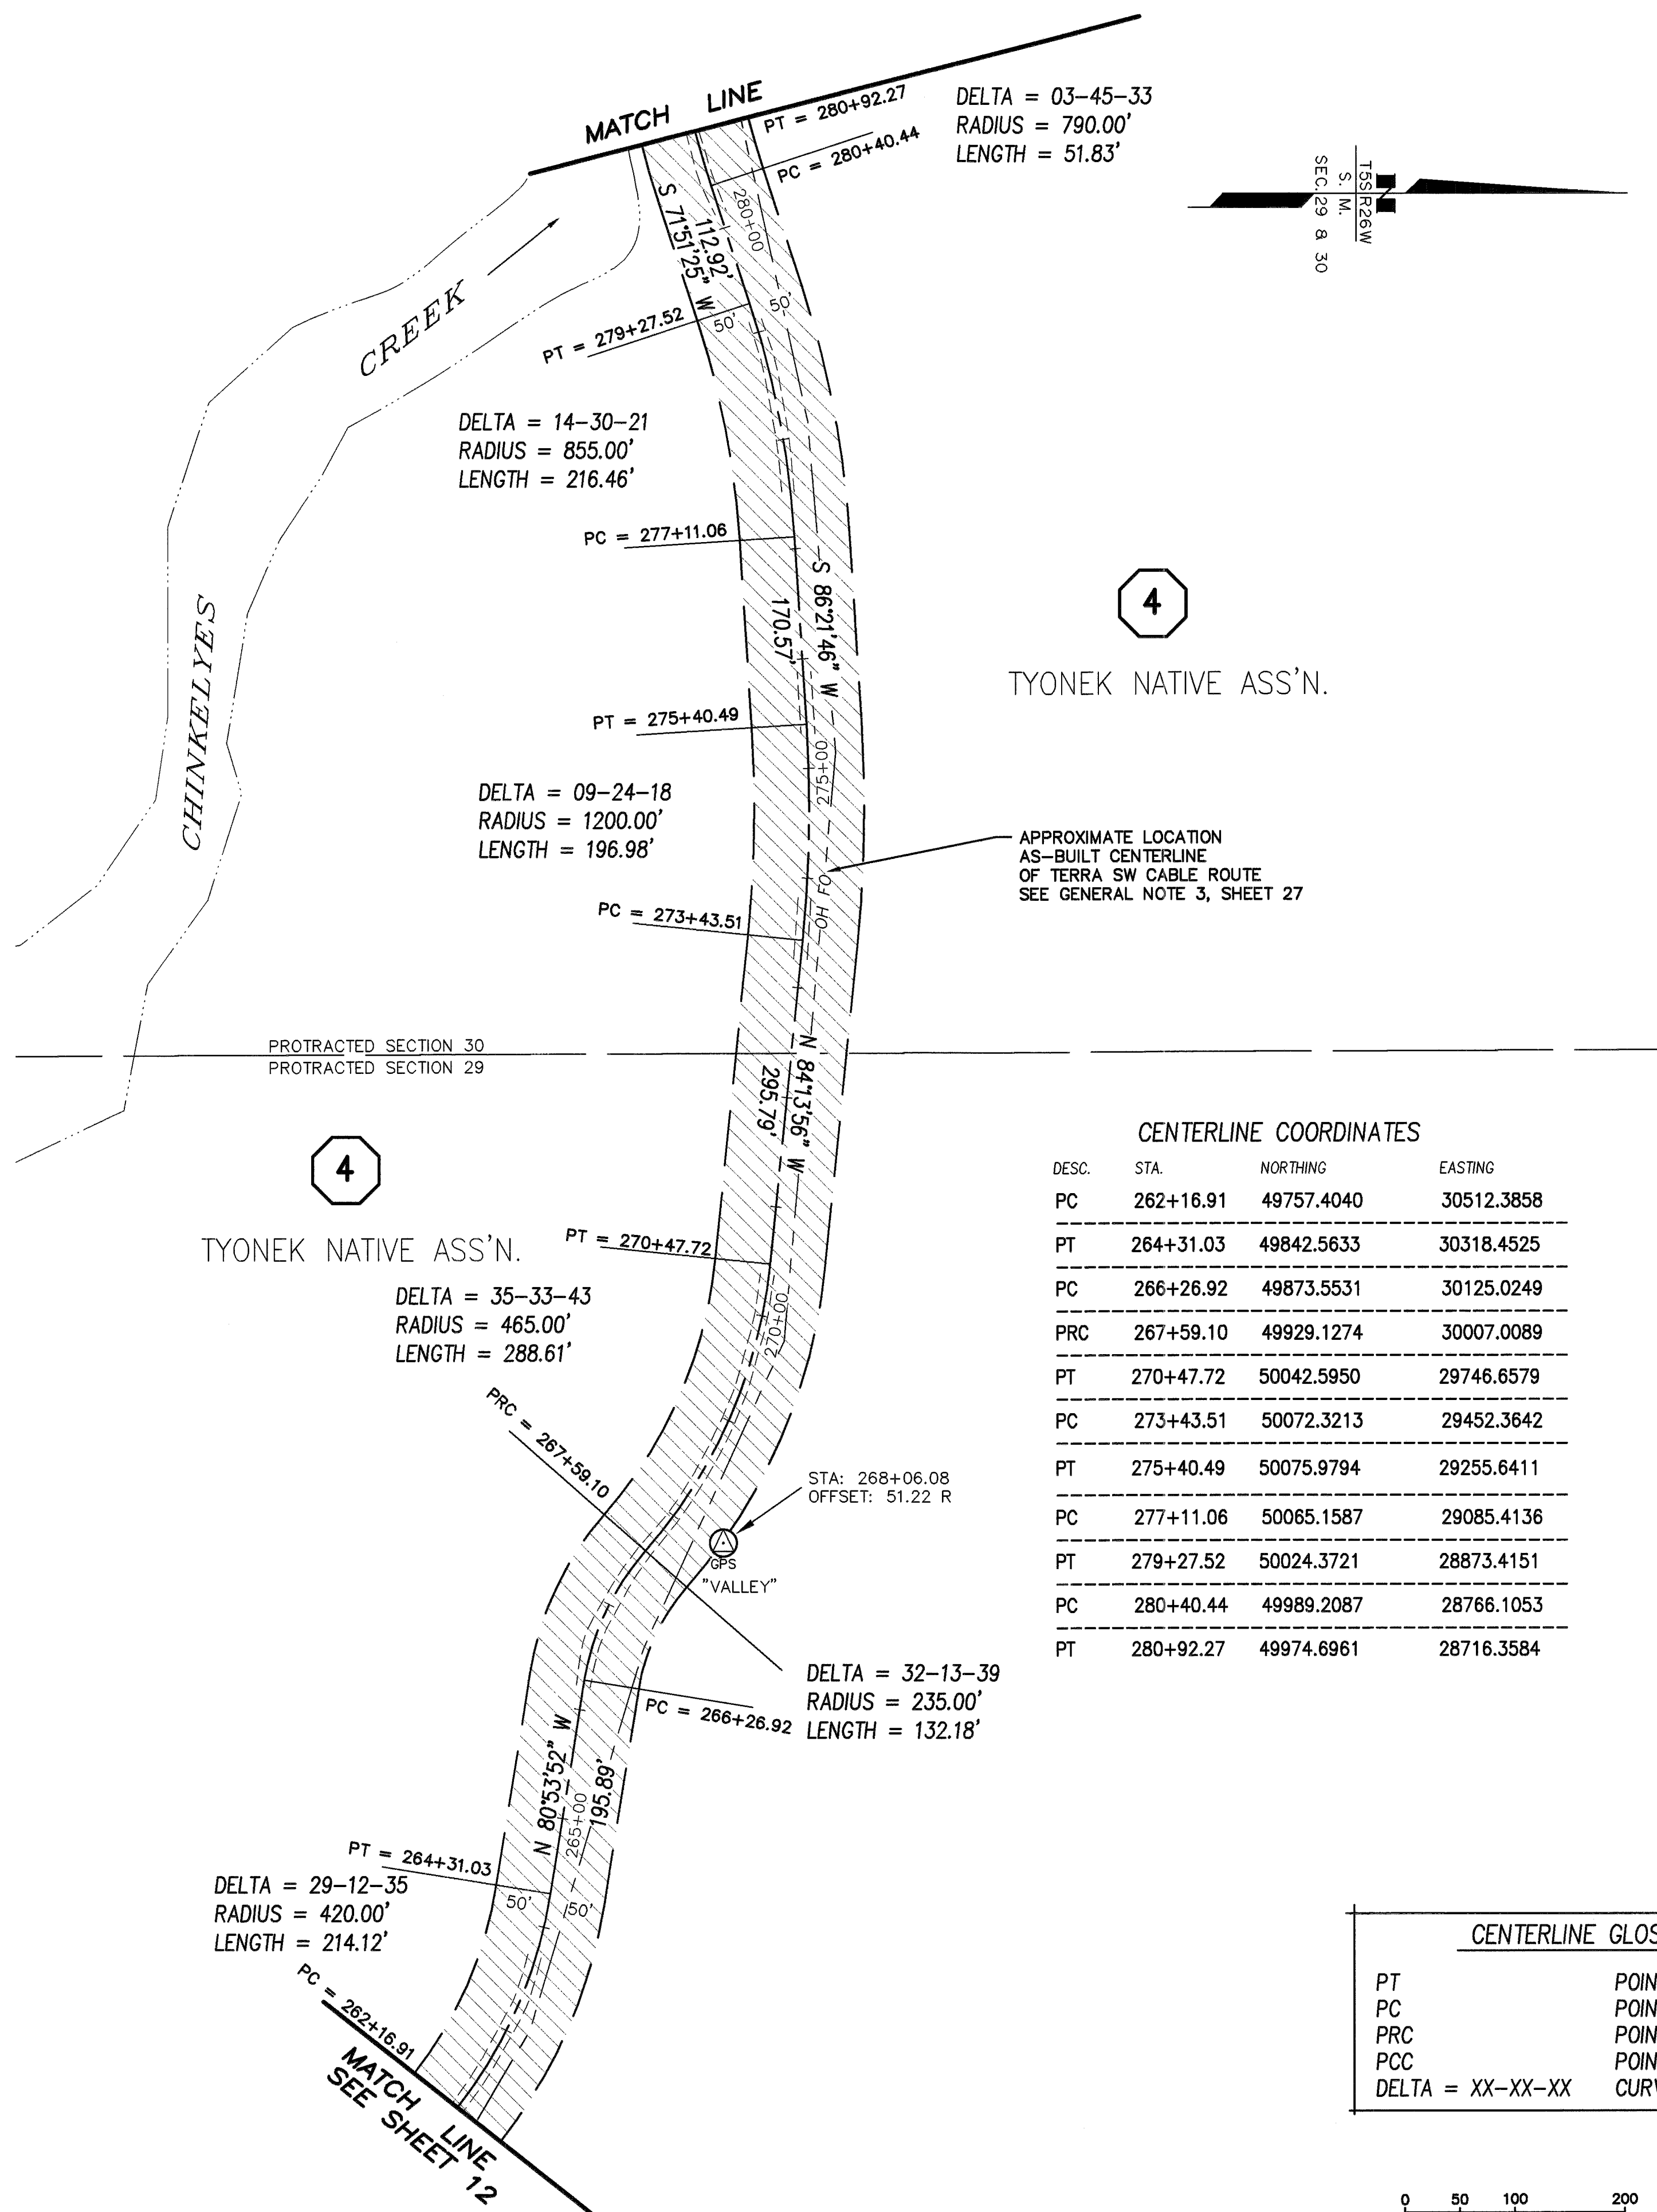 MATCH LINE
PT = 280+92.27
PC = 280+40.44
DELTA = 03-45-33
RADIUS = 790.00'
LENGTH = 51.83'
T5S R26W
S. M.
SEC. 29 & 30
N
280+00
112.92'
S 71°51'25" W
50'
50'
PT = 279+27.52
CREEK
DELTA = 14-30-21
RADIUS = 855.00'
LENGTH = 216.46'
PC = 277+11.06
S 86°21'46" W
170.57'
4
TYONEK NATIVE ASS'N.
CHINKELYES
PT = 275+40.49
275+00
DELTA = 09-24-18
RADIUS = 1200.00'
LENGTH = 196.98'
APPROXIMATE LOCATION
AS-BUILT CENTERLINE
OF TERRA SW CABLE ROUTE
SEE GENERAL NOTE 3, SHEET 27
OH FO
PC = 273+43.51
PROTRACTED SECTION 30
PROTRACTED SECTION 29
N 84°13'56" W
295.79'
4
TYONEK NATIVE ASS'N.
PT = 270+47.72
270+00
DELTA = 35-33-43
RADIUS = 465.00'
LENGTH = 288.61'
PRC = 267+59.10
STA: 268+06.08
OFFSET: 51.22 R
GPS
"VALLEY"
DELTA = 32-13-39
RADIUS = 235.00'
LENGTH = 132.18'
PC = 266+26.92
N 80°53'52" W
195.89'
265+00
PT = 264+31.03
50'
50'
DELTA = 29-12-35
RADIUS = 420.00'
LENGTH = 214.12'
PC = 262+16.91
MATCH LINE
SEE SHEET 12
CENTERLINE COORDINATES
DESC. STA. NORTHING EASTING
PC 262+16.91 49757.4040 30512.3858
PT 264+31.03 49842.5633 30318.4525
PC 266+26.92 49873.5531 30125.0249
PRC 267+59.10 49929.1274 30007.0089
PT 270+47.72 50042.5950 29746.6579
PC 273+43.51 50072.3213 29452.3642
PT 275+40.49 50075.9794 29255.6411
PC 277+11.06 50065.1587 29085.4136
PT 279+27.52 50024.3721 28873.4151
PC 280+40.44 49989.2087 28766.1053
PT 280+92.27 49974.6961 28716.3584
CENTERLINE GLOS
PT POIN
PC POIN
PRC POIN
PCC POIN
DELTA = XX-XX-XX CURV
0 50 100 200